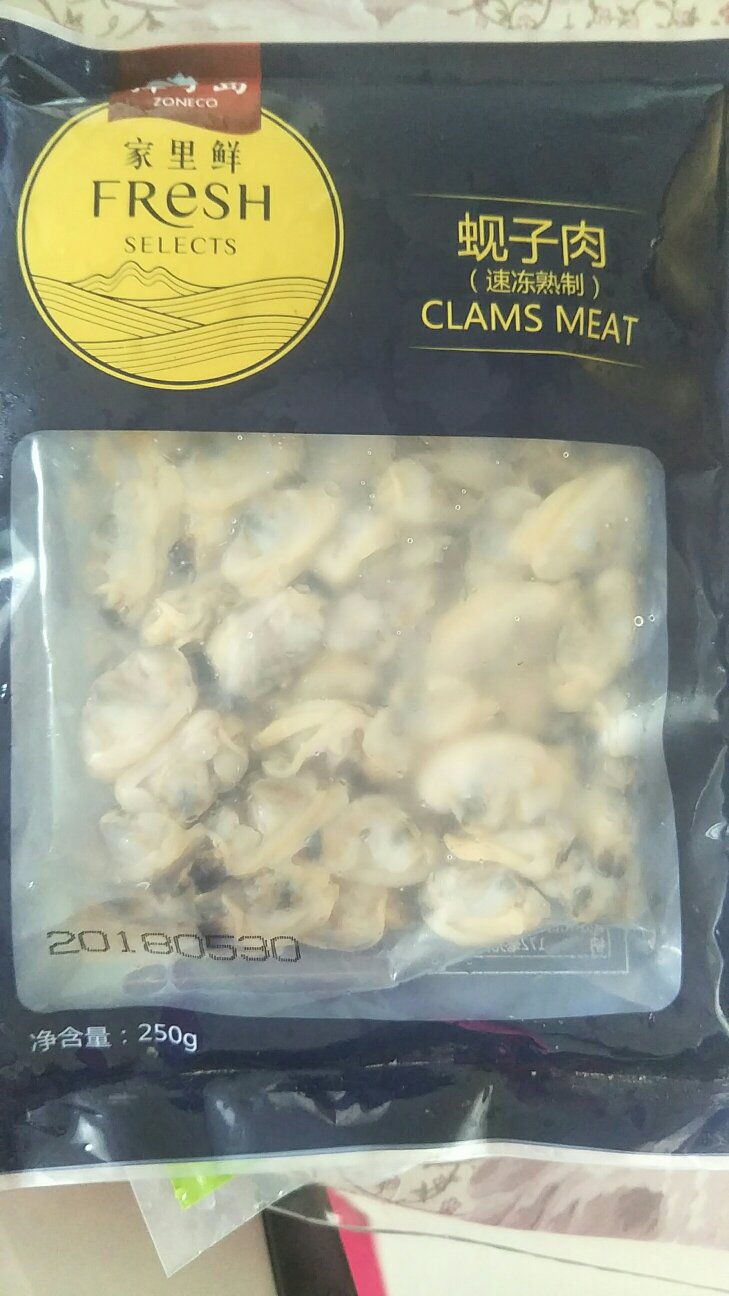 ZONECO
家里鲜
FRESH
SELECTS
蚬子肉
（速冻熟制）
CLAMS MEAT
20180530
净含量：250g